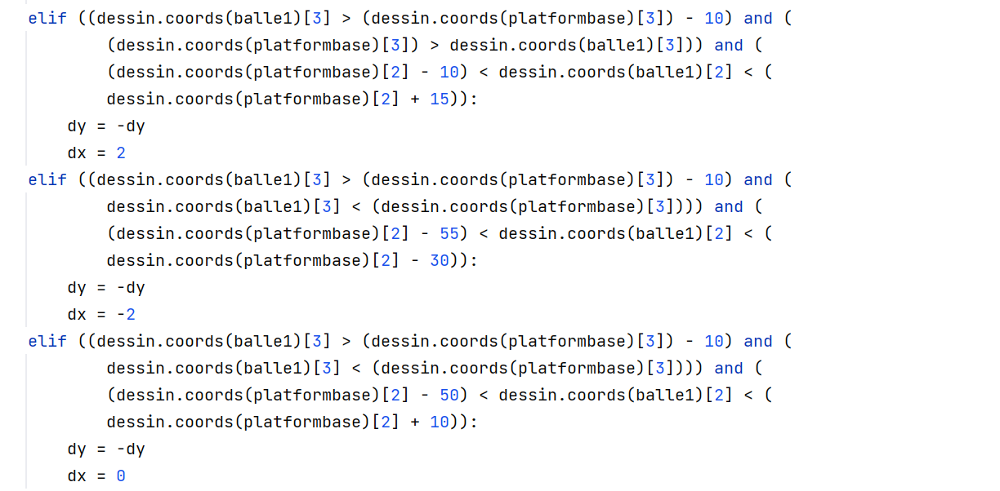 elif ((dessin.coords(balle1)[3] > (dessin.coords(platformbase)[3]) - 10) and (
        (dessin.coords(platformbase)[3]) > dessin.coords(balle1)[3])) and (
        (dessin.coords(platformbase)[2] - 10) < dessin.coords(balle1)[2] < (
        dessin.coords(platformbase)[2] + 15)):
    dy = -dy
    dx = 2
elif ((dessin.coords(balle1)[3] > (dessin.coords(platformbase)[3]) - 10) and (
        dessin.coords(balle1)[3] < (dessin.coords(platformbase)[3]))) and (
        (dessin.coords(platformbase)[2] - 55) < dessin.coords(balle1)[2] < (
        dessin.coords(platformbase)[2] - 30)):
    dy = -dy
    dx = -2
elif ((dessin.coords(balle1)[3] > (dessin.coords(platformbase)[3]) - 10) and (
        dessin.coords(balle1)[3] < (dessin.coords(platformbase)[3]))) and (
        (dessin.coords(platformbase)[2] - 50) < dessin.coords(balle1)[2] < (
        dessin.coords(platformbase)[2] + 10)):
    dy = -dy
    dx = 0